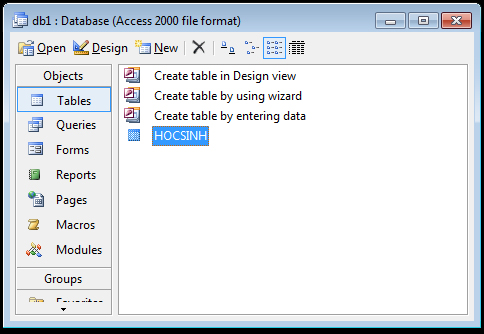 db1 : Database (Access 2000 file format)
Open Design New
Objects
Tables
Queries
Forms
Reports
Pages
Macros
Modules
Groups
Favorites
Create table in Design view
Create table by using wizard
Create table by entering data
HOCSINH